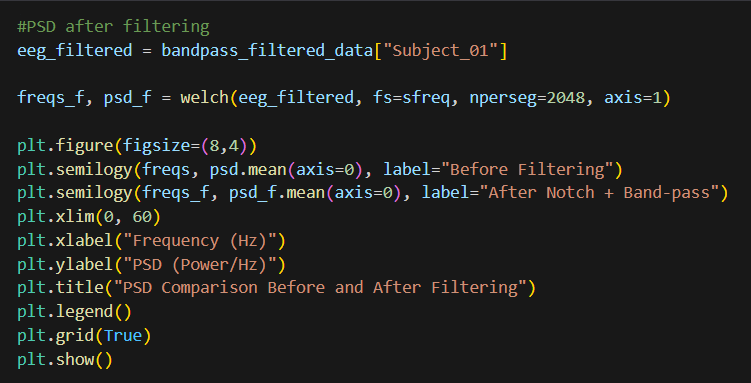 #PSD after filtering
eeg_filtered = bandpass_filtered_data["Subject_01"]
freqs_f, psd_f = welch(eeg_filtered, fs=sfreq, nperseg=2048, axis=1)
plt.figure(figsize=(8,4))
plt.semilogy(freqs, psd.mean(axis=0), label="Before Filtering")
plt.semilogy(freqs_f, psd_f.mean(axis=0), label="After Notch + Band-pass")
plt.xlim(0, 60)
plt.xlabel("Frequency (Hz)")
plt.ylabel("PSD (Power/Hz)")
plt.title("PSD Comparison Before and After Filtering")
plt.legend()
plt.grid(True)
plt.show()